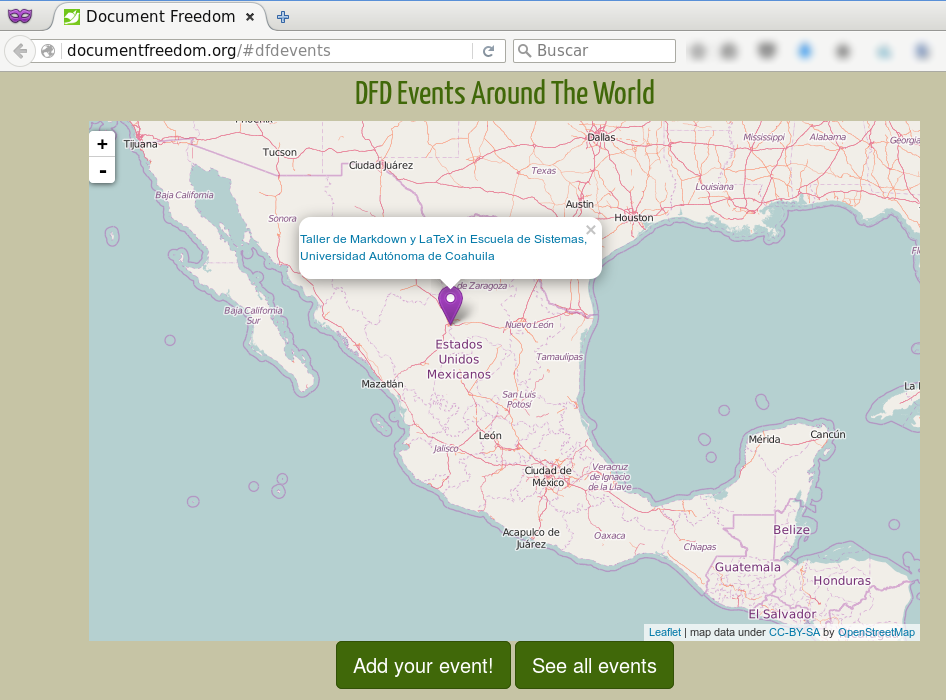 Document Freedom
documentfreedom.org/#dfdevents
Buscar
DFD Events Around The World
+
-
Tijuana
Tucson
Ciudad Juárez
Dallas
Mississippi
Alabama
Georgia
Baja California
Texas
Louisiana
Sonora
Austin
Houston
Taller de Markdown y LaTeX in Escuela de Sistemas,
Universidad Autónoma de Coahuila
×
de Zaragoza
Baja California
Sur
Nuevo León
Estados
Unidos
Mexicanos
Tamaulipas
Mazatlán
San Luis
Potosí
La
León
Mérida
Cancún
Jalisco
Ciudad de
México
Veracruz
de Ignacio
de la Llave
Acapulco de
Juárez
Oaxaca
Belize
Chiapas
Guatemala
Honduras
El Salvador
Leaflet | map data under CC-BY-SA by OpenStreetMap
Add your event!
See all events